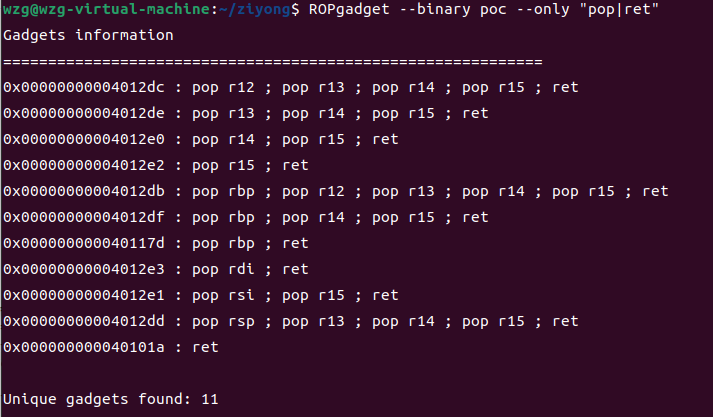 wzg@wzg-virtual-machine:~/ziyong$ ROPgadget --binary poc --only "pop|ret"
Gadgets information
============================================================
0x00000000004012dc : pop r12 ; pop r13 ; pop r14 ; pop r15 ; ret
0x00000000004012de : pop r13 ; pop r14 ; pop r15 ; ret
0x00000000004012e0 : pop r14 ; pop r15 ; ret
0x00000000004012e2 : pop r15 ; ret
0x00000000004012db : pop rbp ; pop r12 ; pop r13 ; pop r14 ; pop r15 ; ret
0x00000000004012df : pop rbp ; pop r14 ; pop r15 ; ret
0x000000000040117d : pop rbp ; ret
0x00000000004012e3 : pop rdi ; ret
0x00000000004012e1 : pop rsi ; pop r15 ; ret
0x00000000004012dd : pop rsp ; pop r13 ; pop r14 ; pop r15 ; ret
0x000000000040101a : ret
Unique gadgets found: 11